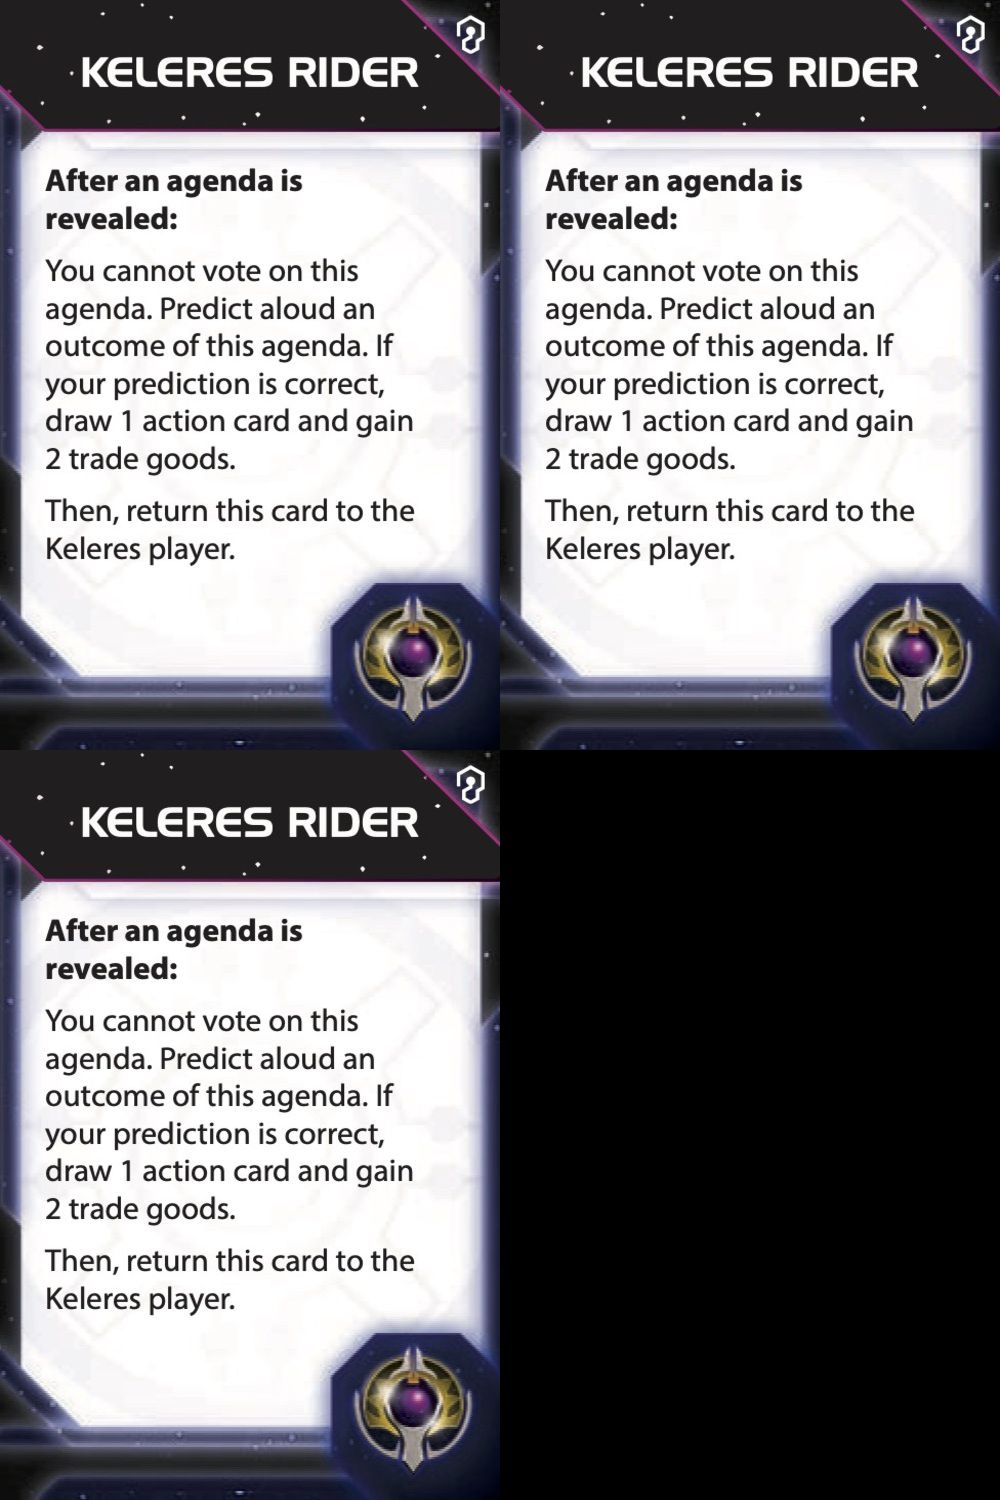 KELERES RIDER
After an agenda is
revealed:
You cannot vote on this
agenda. Predict aloud an
outcome of this agenda. If
your prediction is correct,
draw 1 action card and gain
2 trade goods.
Then, return this card to the
Keleres player.
KELERES RIDER
After an agenda is
revealed:
You cannot vote on this
agenda. Predict aloud an
outcome of this agenda. If
your prediction is correct,
draw 1 action card and gain
2 trade goods.
Then, return this card to the
Keleres player.
KELERES RIDER
After an agenda is
revealed:
You cannot vote on this
agenda. Predict aloud an
outcome of this agenda. If
your prediction is correct,
draw 1 action card and gain
2 trade goods.
Then, return this card to the
Keleres player.